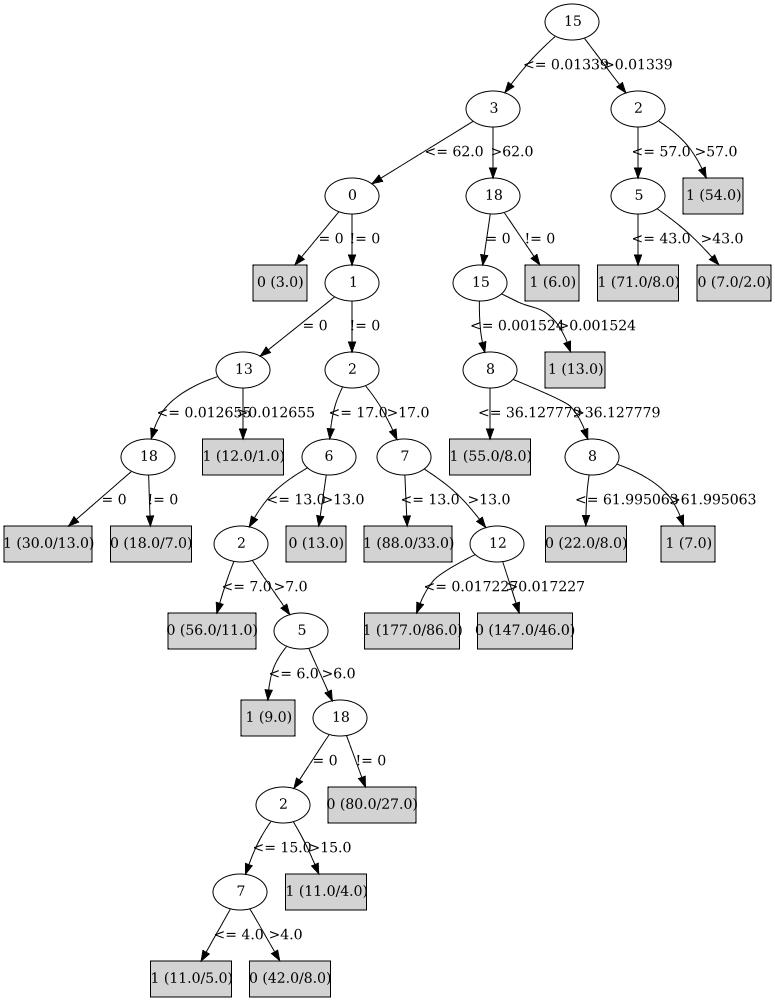 15
<= 0.01339 >0.01339
3 2
<= 62.0 >62.0 <= 57.0 >57.0
0 18 5 1 (54.0)
= 0 != 0 = 0 != 0 <= 43.0 >43.0
0 (3.0) 1 15 1 (6.0) 1 (71.0/8.0) 0 (7.0/2.0)
= 0 != 0 <= 0.001524 >0.001524
13 2 8 1 (13.0)
<= 0.012655 >0.012655 <= 17.0 >17.0 <= 36.127779 >36.127779
18 1 (12.0/1.0) 6 7 1 (55.0/8.0) 8
= 0 != 0 <= 13.0 >13.0 <= 13.0 >13.0 <= 61.995063 >61.995063
1 (30.0/13.0) 0 (18.0/7.0) 2 0 (13.0) 1 (88.0/33.0) 12 0 (22.0/8.0) 1 (7.0)
<= 7.0 >7.0 <= 0.017227 >0.017227
0 (56.0/11.0) 5 1 (177.0/86.0) 0 (147.0/46.0)
<= 6.0 >6.0
1 (9.0) 18
= 0 != 0
2 0 (80.0/27.0)
<= 15.0 >15.0
7 1 (11.0/4.0)
<= 4.0 >4.0
1 (11.0/5.0) 0 (42.0/8.0)